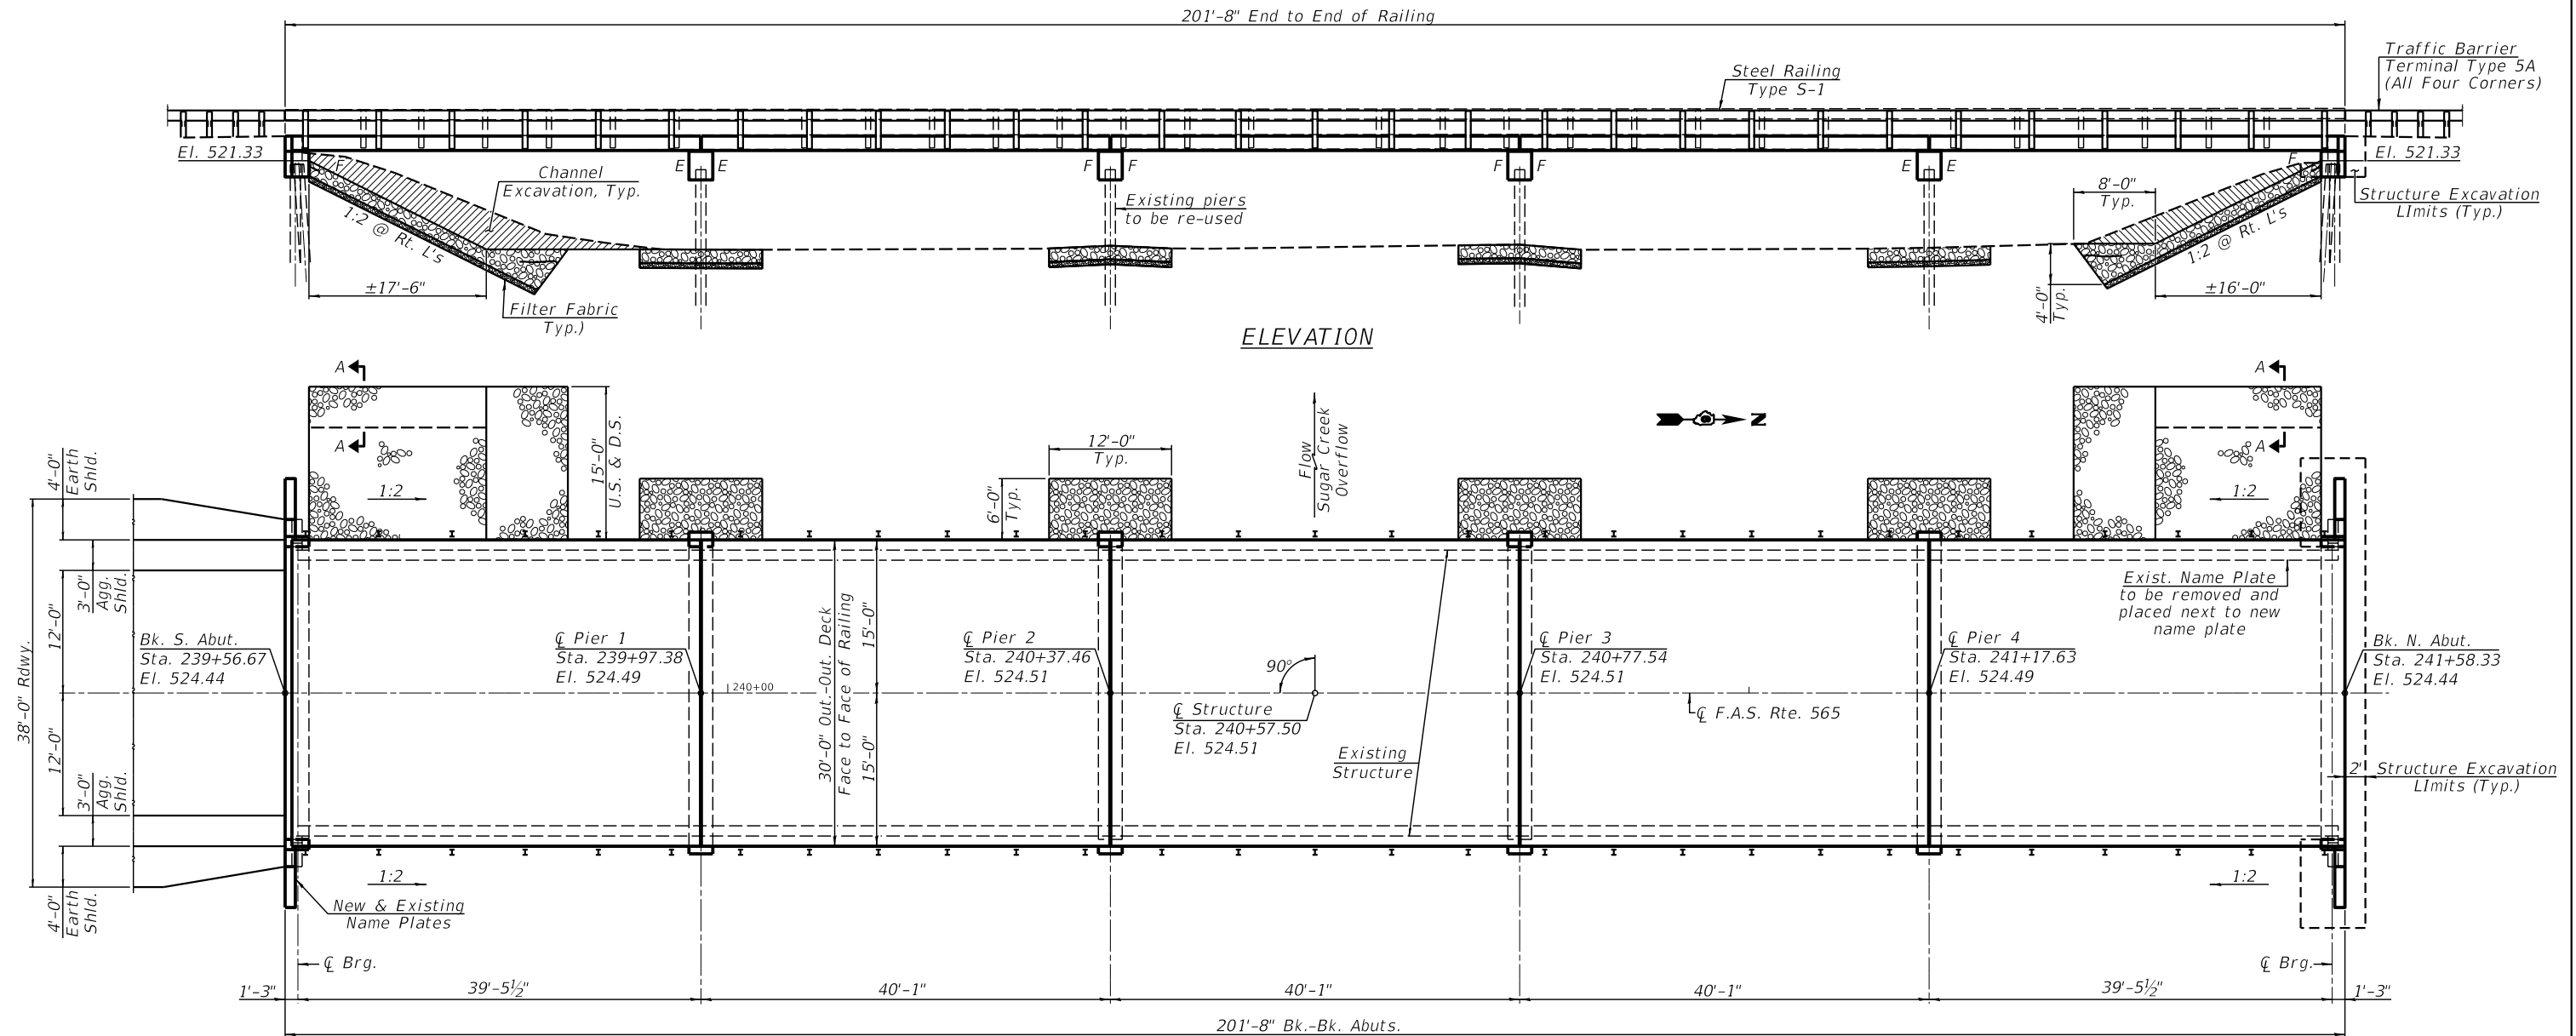 201'-8" End to End of Railing
Traffic Barrier
Terminal Type 5A
(All Four Corners)
Steel Railing
Type S-1
El. 521.33
F
Channel
Excavation, Typ.
E
E
F
F
F
F
E
E
F
El. 521.33
Existing piers
to be re-used
8'-0"
Typ.
Structure Excavation
LImits (Typ.)
1:2 @ Rt. L's
1:2 @ Rt. L's
±17'-6"
±16'-0"
4'-0"
Typ.
Filter Fabric
Typ.)
ELEVATION
A
A
A
A
15'-0"
U.S. & D.S.
12'-0"
Typ.
6'-0"
Typ.
Flow
Sugar Creek
Overflow
N
4'-0"
Earth
Shld.
1:2
1:2
3'-0"
Agg.
Shld.
12'-0"
38'-0" Rdwy.
12'-0"
3'-0"
Agg.
Shld.
4'-0"
Earth
Shld.
Exist. Name Plate
to be removed and
placed next to new
name plate
Bk. S. Abut.
Sta. 239+56.67
El. 524.44
℄ Pier 1
Sta. 239+97.38
El. 524.49
240+00
30'-0" Out.-Out. Deck
Face to Face of Railing
15'-0"
15'-0"
℄ Pier 2
Sta. 240+37.46
El. 524.51
90°
℄ Structure
Sta. 240+57.50
El. 524.51
℄ Pier 3
Sta. 240+77.54
El. 524.51
℄ F.A.S. Rte. 565
Existing
Structure
℄ Pier 4
Sta. 241+17.63
El. 524.49
Bk. N. Abut.
Sta. 241+58.33
El. 524.44
2'
Structure Excavation
LImits (Typ.)
1:2
1:2
New & Existing
Name Plates
℄ Brg.
℄ Brg.
1'-3"
39'-5½"
40'-1"
40'-1"
40'-1"
39'-5½"
1'-3"
201'-8" Bk.-Bk. Abuts.